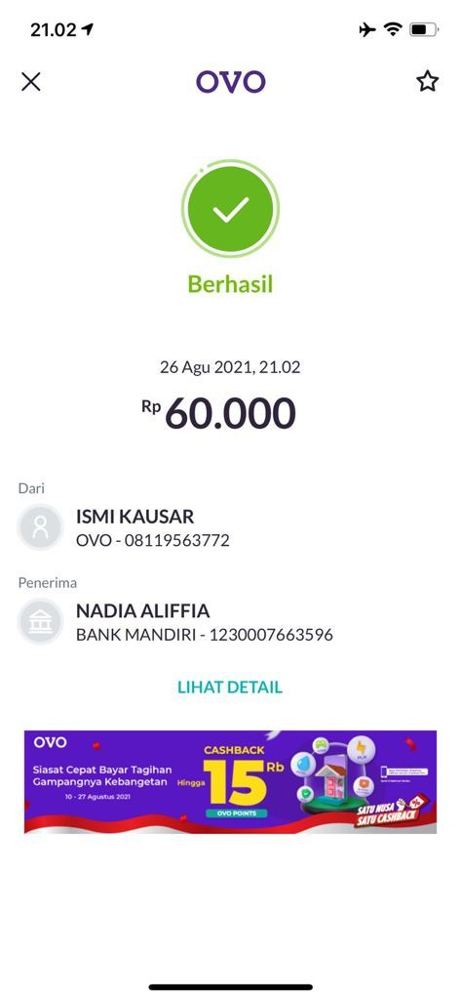 21.02
OVO
Berhasil
26 Agu 2021, 21.02
Rp 60.000
Dari
ISMI KAUSAR
OVO - 08119563772
Penerima
NADIA ALIFFIA
BANK MANDIRI - 1230007663596
LIHAT DETAIL
OVO
Siasat Cepat Bayar Tagihan
Gampangnya Kebangetan
10 - 27 Agustus 2021
CASHBACK
Hingga 15 Rb
OVO POINTS
PLN
SATU NUSA
SATU CASHBACK